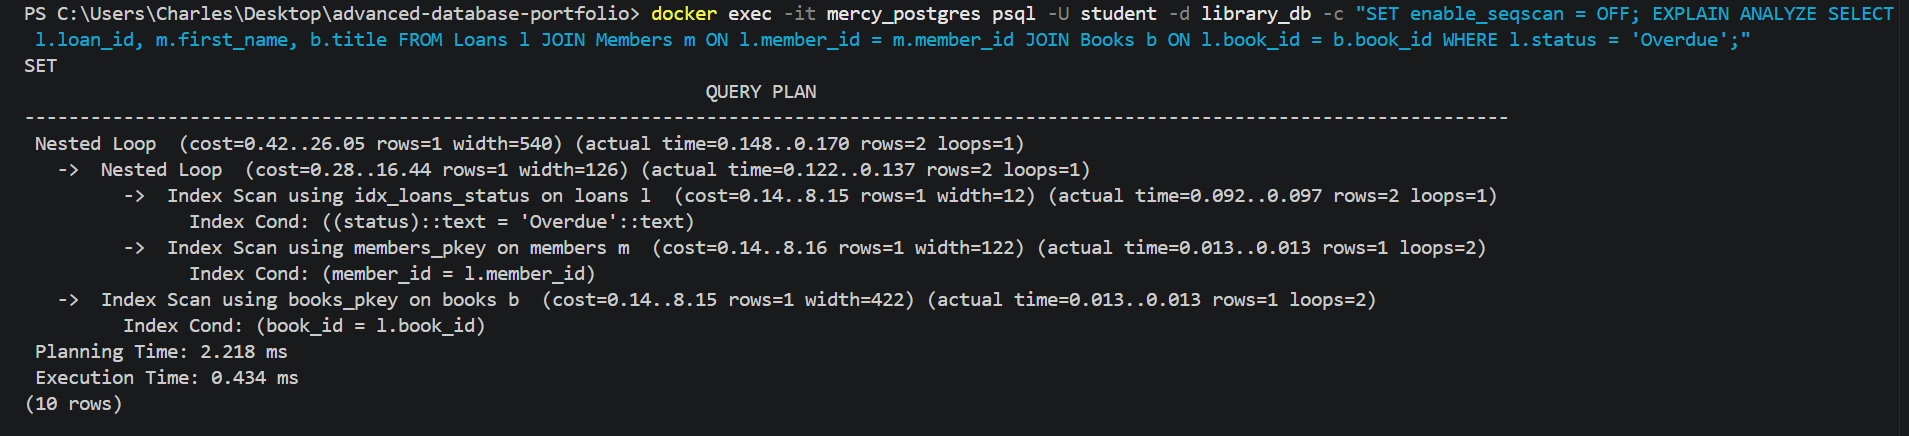 PS C:\Users\Charles\Desktop\advanced-database-portfolio> docker exec -it mercy_postgres psql -U student -d library_db -c "SET enable_seqscan = OFF; EXPLAIN ANALYZE SELECT
 l.loan_id, m.first_name, b.title FROM Loans l JOIN Members m ON l.member_id = m.member_id JOIN Books b ON l.book_id = b.book_id WHERE l.status = 'Overdue';"
SET
QUERY PLAN
-----------------------------------------------------------------------------------------------------------------------------------------
 Nested Loop  (cost=0.42..26.05 rows=1 width=540) (actual time=0.148..0.170 rows=2 loops=1)
   ->  Nested Loop  (cost=0.28..16.44 rows=1 width=126) (actual time=0.122..0.137 rows=2 loops=1)
         ->  Index Scan using idx_loans_status on loans l  (cost=0.14..8.15 rows=1 width=12) (actual time=0.092..0.097 rows=2 loops=1)
               Index Cond: ((status)::text = 'Overdue'::text)
         ->  Index Scan using members_pkey on members m  (cost=0.14..8.16 rows=1 width=122) (actual time=0.013..0.013 rows=1 loops=2)
               Index Cond: (member_id = l.member_id)
   ->  Index Scan using books_pkey on books b  (cost=0.14..8.15 rows=1 width=422) (actual time=0.013..0.013 rows=1 loops=2)
         Index Cond: (book_id = l.book_id)
 Planning Time: 2.218 ms
 Execution Time: 0.434 ms
(10 rows)